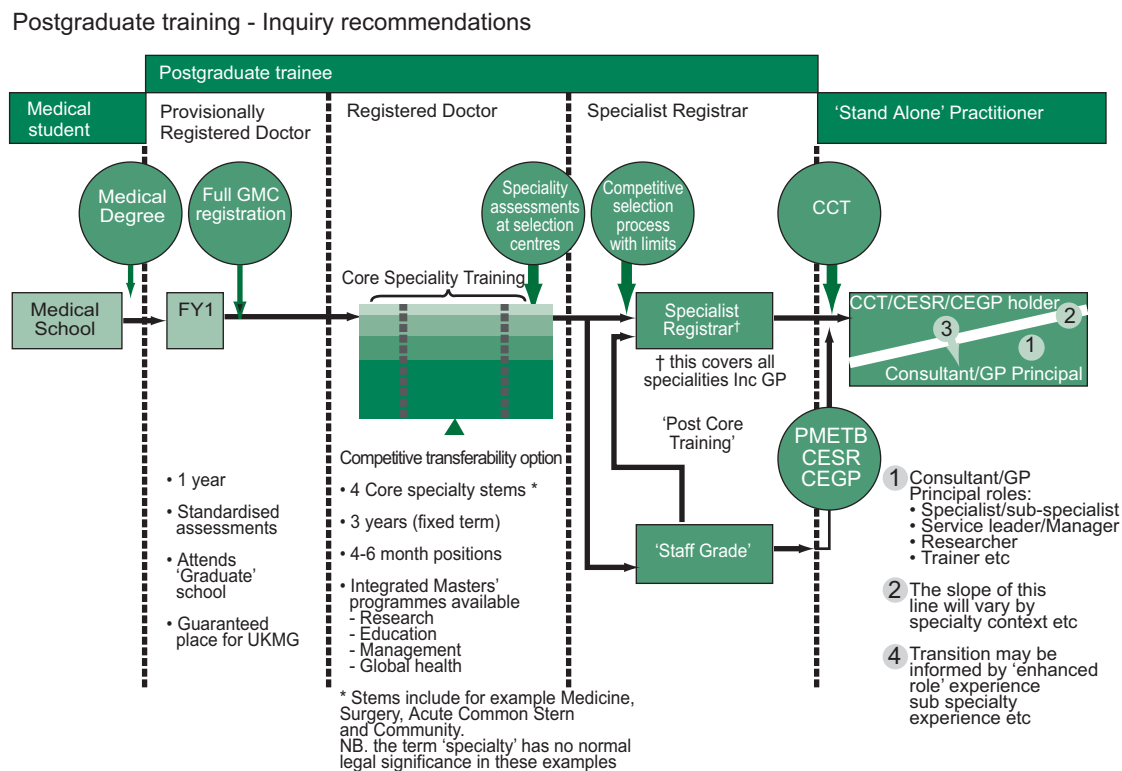 Postgraduate training - Inquiry recommendations
Postgraduate trainee
Medical
student
Provisionally
Registered Doctor
Registered Doctor
Specialist Registrar
‘Stand Alone’ Practitioner
Medical
Degree
Full GMC
registration
Speciality
assessments
at selection
centres
Competitive
selection
process
with limits
CCT
Core Speciality Training
Medical
School
FY1
Specialist
Registrar†
CCT/CESR/CEGP holder
2
3
1
Consultant/GP Principal
† this covers all
specialities Inc GP
‘Post Core
Training’
PMETB
CESR
CEGP
‘Staff Grade’
Competitive transferability option
• 1 year
• Standardised
assessments
• Attends
‘Graduate’
school
• Guaranteed
place for UKMG
• 4 Core specialty stems *
• 3 years (fixed term)
• 4-6 month positions
• Integrated Masters’
programmes available
- Research
- Education
- Management
- Global health
* Stems include for example Medicine,
Surgery, Acute Common Stern
and Community.
NB. the term ‘specialty’ has no normal
legal significance in these examples
1 Consultant/GP
Principal roles:
• Specialist/sub-specialist
• Service leader/Manager
• Researcher
• Trainer etc
2 The slope of this
line will vary by
specialty context etc
4 Transition may be
informed by ‘enhanced
role’ experience
sub specialty
experience etc